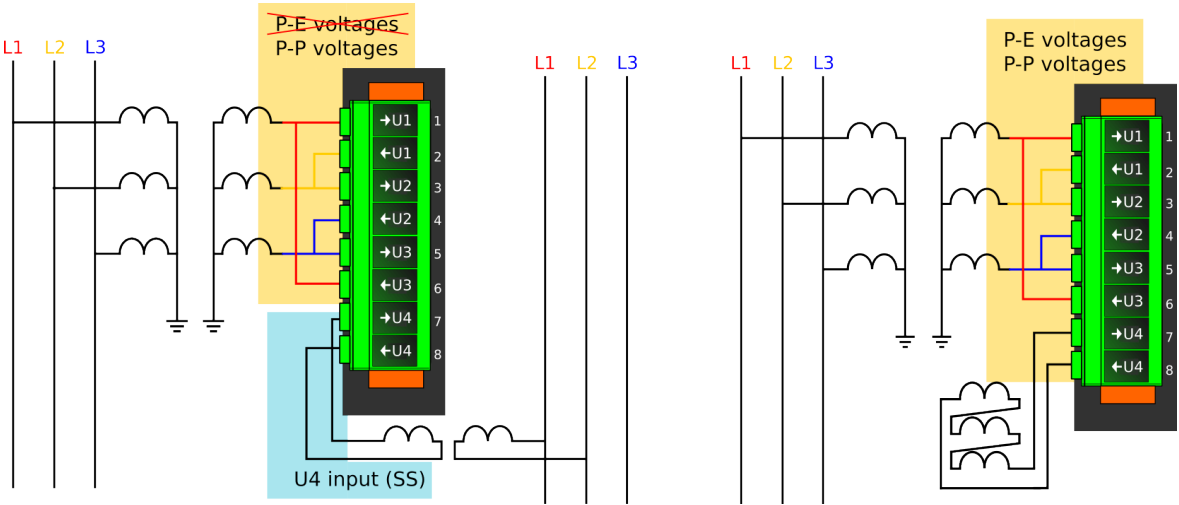 P-E voltages
P-P voltages
L1 L2 L3
→U1 1
←U1 2
→U2 3
←U2 4
→U3 5
←U3 6
→U4 7
←U4 8
U4 input (SS)
L1 L2 L3
L1 L2 L3
P-E voltages
P-P voltages
→U1 1
←U1 2
→U2 3
←U2 4
→U3 5
←U3 6
→U4 7
←U4 8